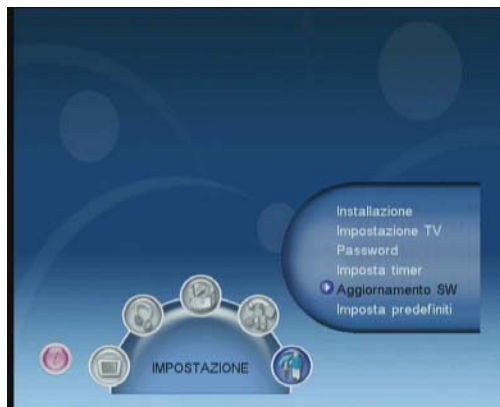 Installazione
Impostazione TV
Password
Imposta timer
Aggiornamento SW
Imposta predefiniti
IMPOSTAZIONE